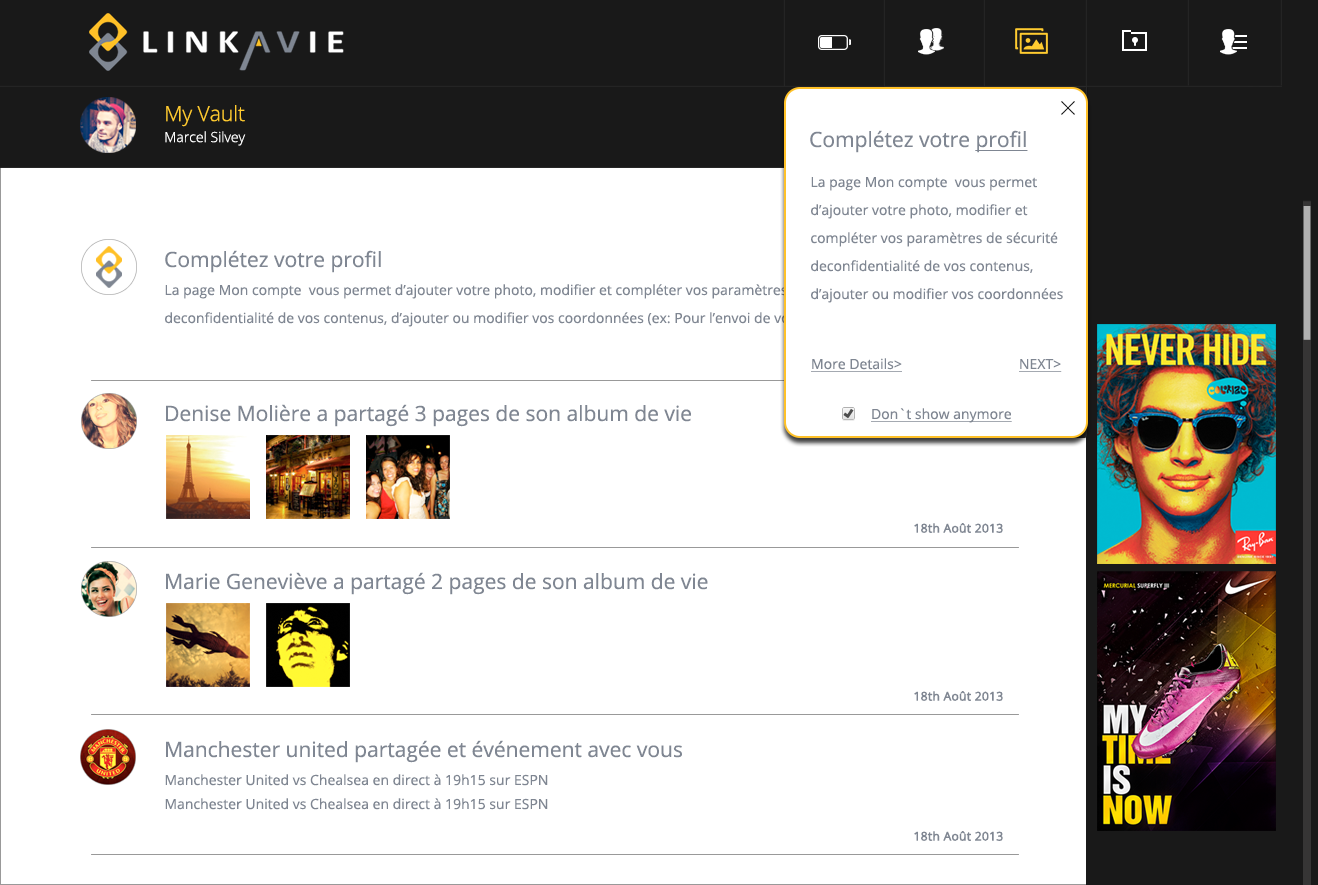 LINKAVIE
My Vault
Marcel Silvey
Complétez votre profil
La page Mon compte vous permet
d’ajouter votre photo, modifier et
compléter vos paramètres de sécurité
deconfidentialité de vos contenus,
d’ajouter ou modifier vos coordonnées
More Details>
NEXT>
Don`t show anymore
Complétez votre profil
La page Mon compte vous permet d’ajouter votre photo, modifier et compléter vos paramètres
deconfidentialité de vos contenus, d’ajouter ou modifier vos coordonnées (ex: Pour l’envoi de
Denise Molière a partagé 3 pages de son album de vie
CAFE
18th Août 2013
Marie Geneviève a partagé 2 pages de son album de vie
18th Août 2013
MANCHESTER
UNITED
Manchester united partagée et événement avec vous
Manchester United vs Chealsea en direct à 19h15 sur ESPN
Manchester United vs Chealsea en direct à 19h15 sur ESPN
18th Août 2013
NEVER HIDE
Ray-Ban
MERCURIAL SUPERFLY III
MY
TIME
IS
NOW